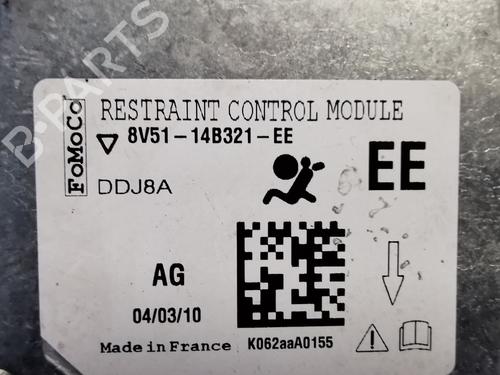 B-PARTS
FoMoCo
RESTRAINT CONTROL MODULE
8V51-14B321-EE
DDJ8A
EE
AG
04/03/10
Made in France
K062aaA0155